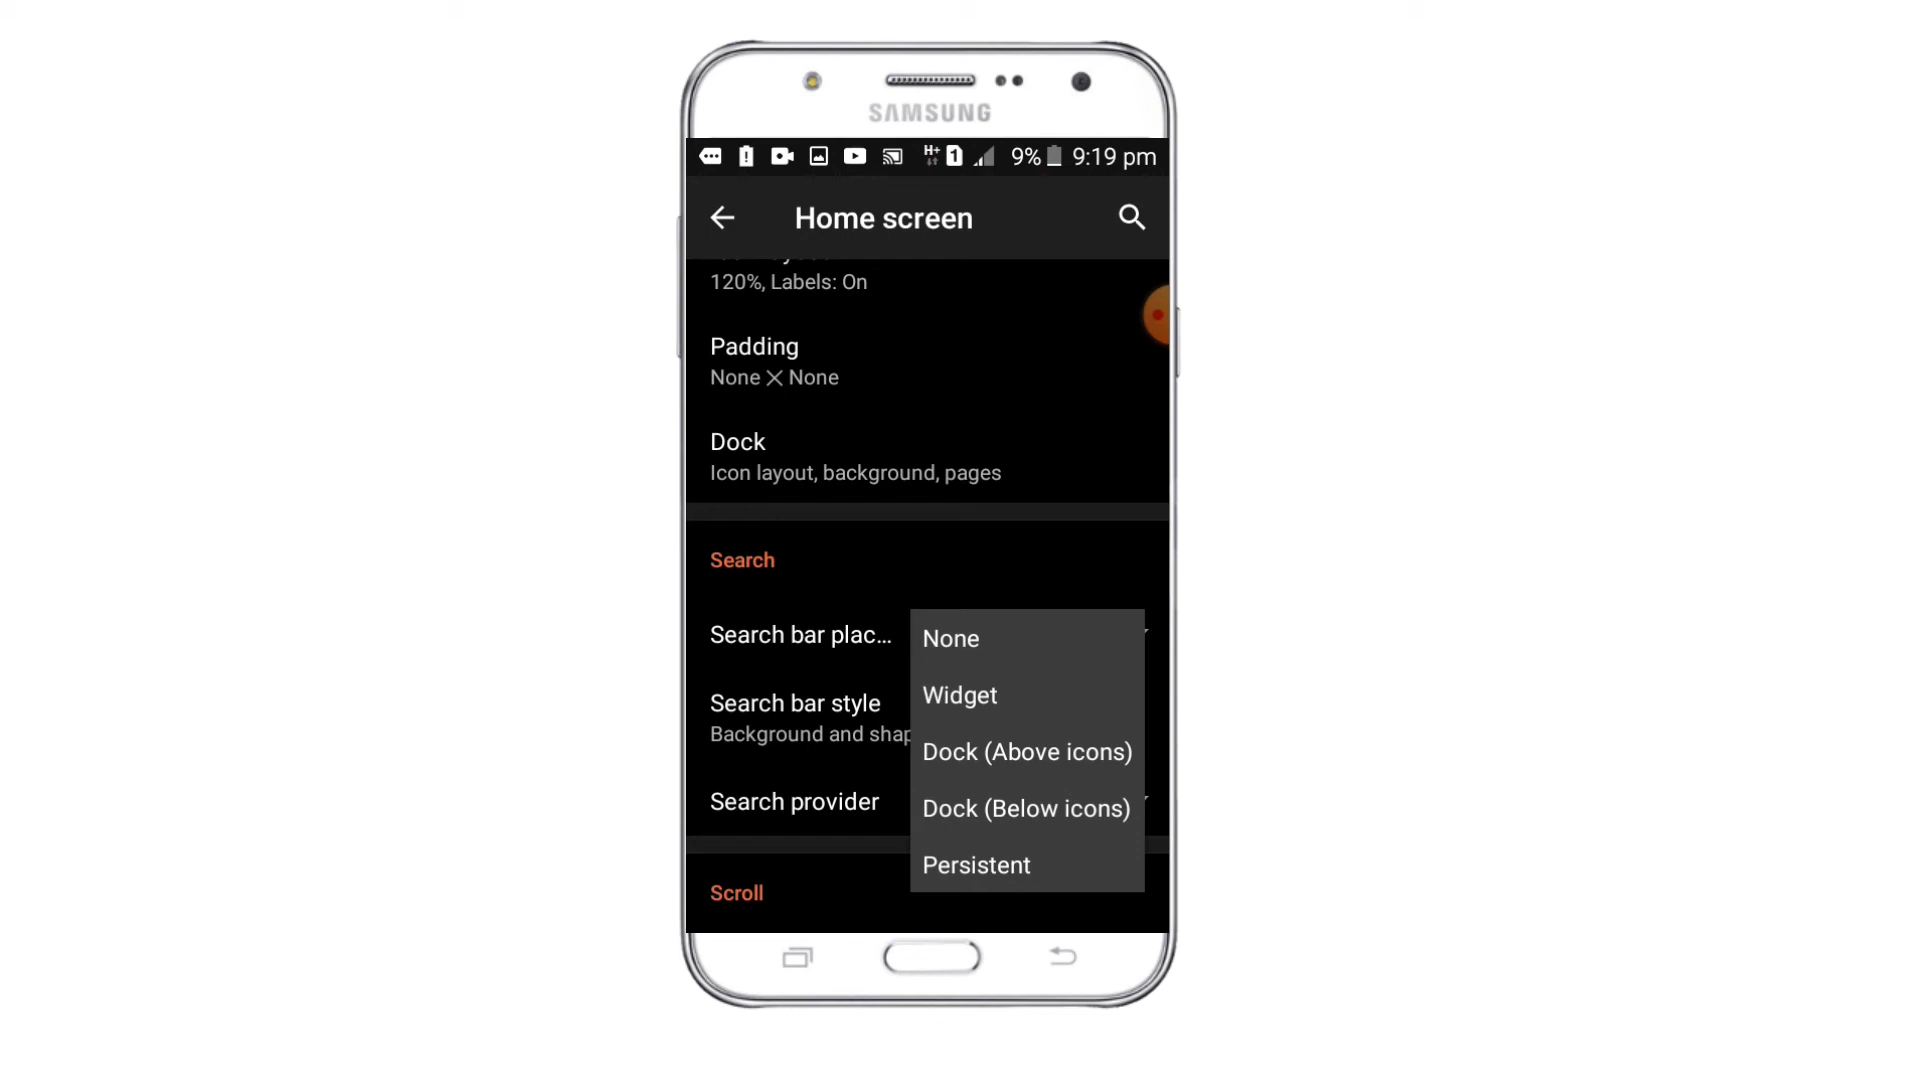 SAMSUNG
H+ 1 9% 9:19 pm
Home screen
120%, Labels: On
Padding
None X None
Dock
Icon layout, background, pages
Search
Search bar plac...
None
Widget
Search bar style
Background and shap
Dock (Above icons)
Search provider
Dock (Below icons)
Persistent
Scroll